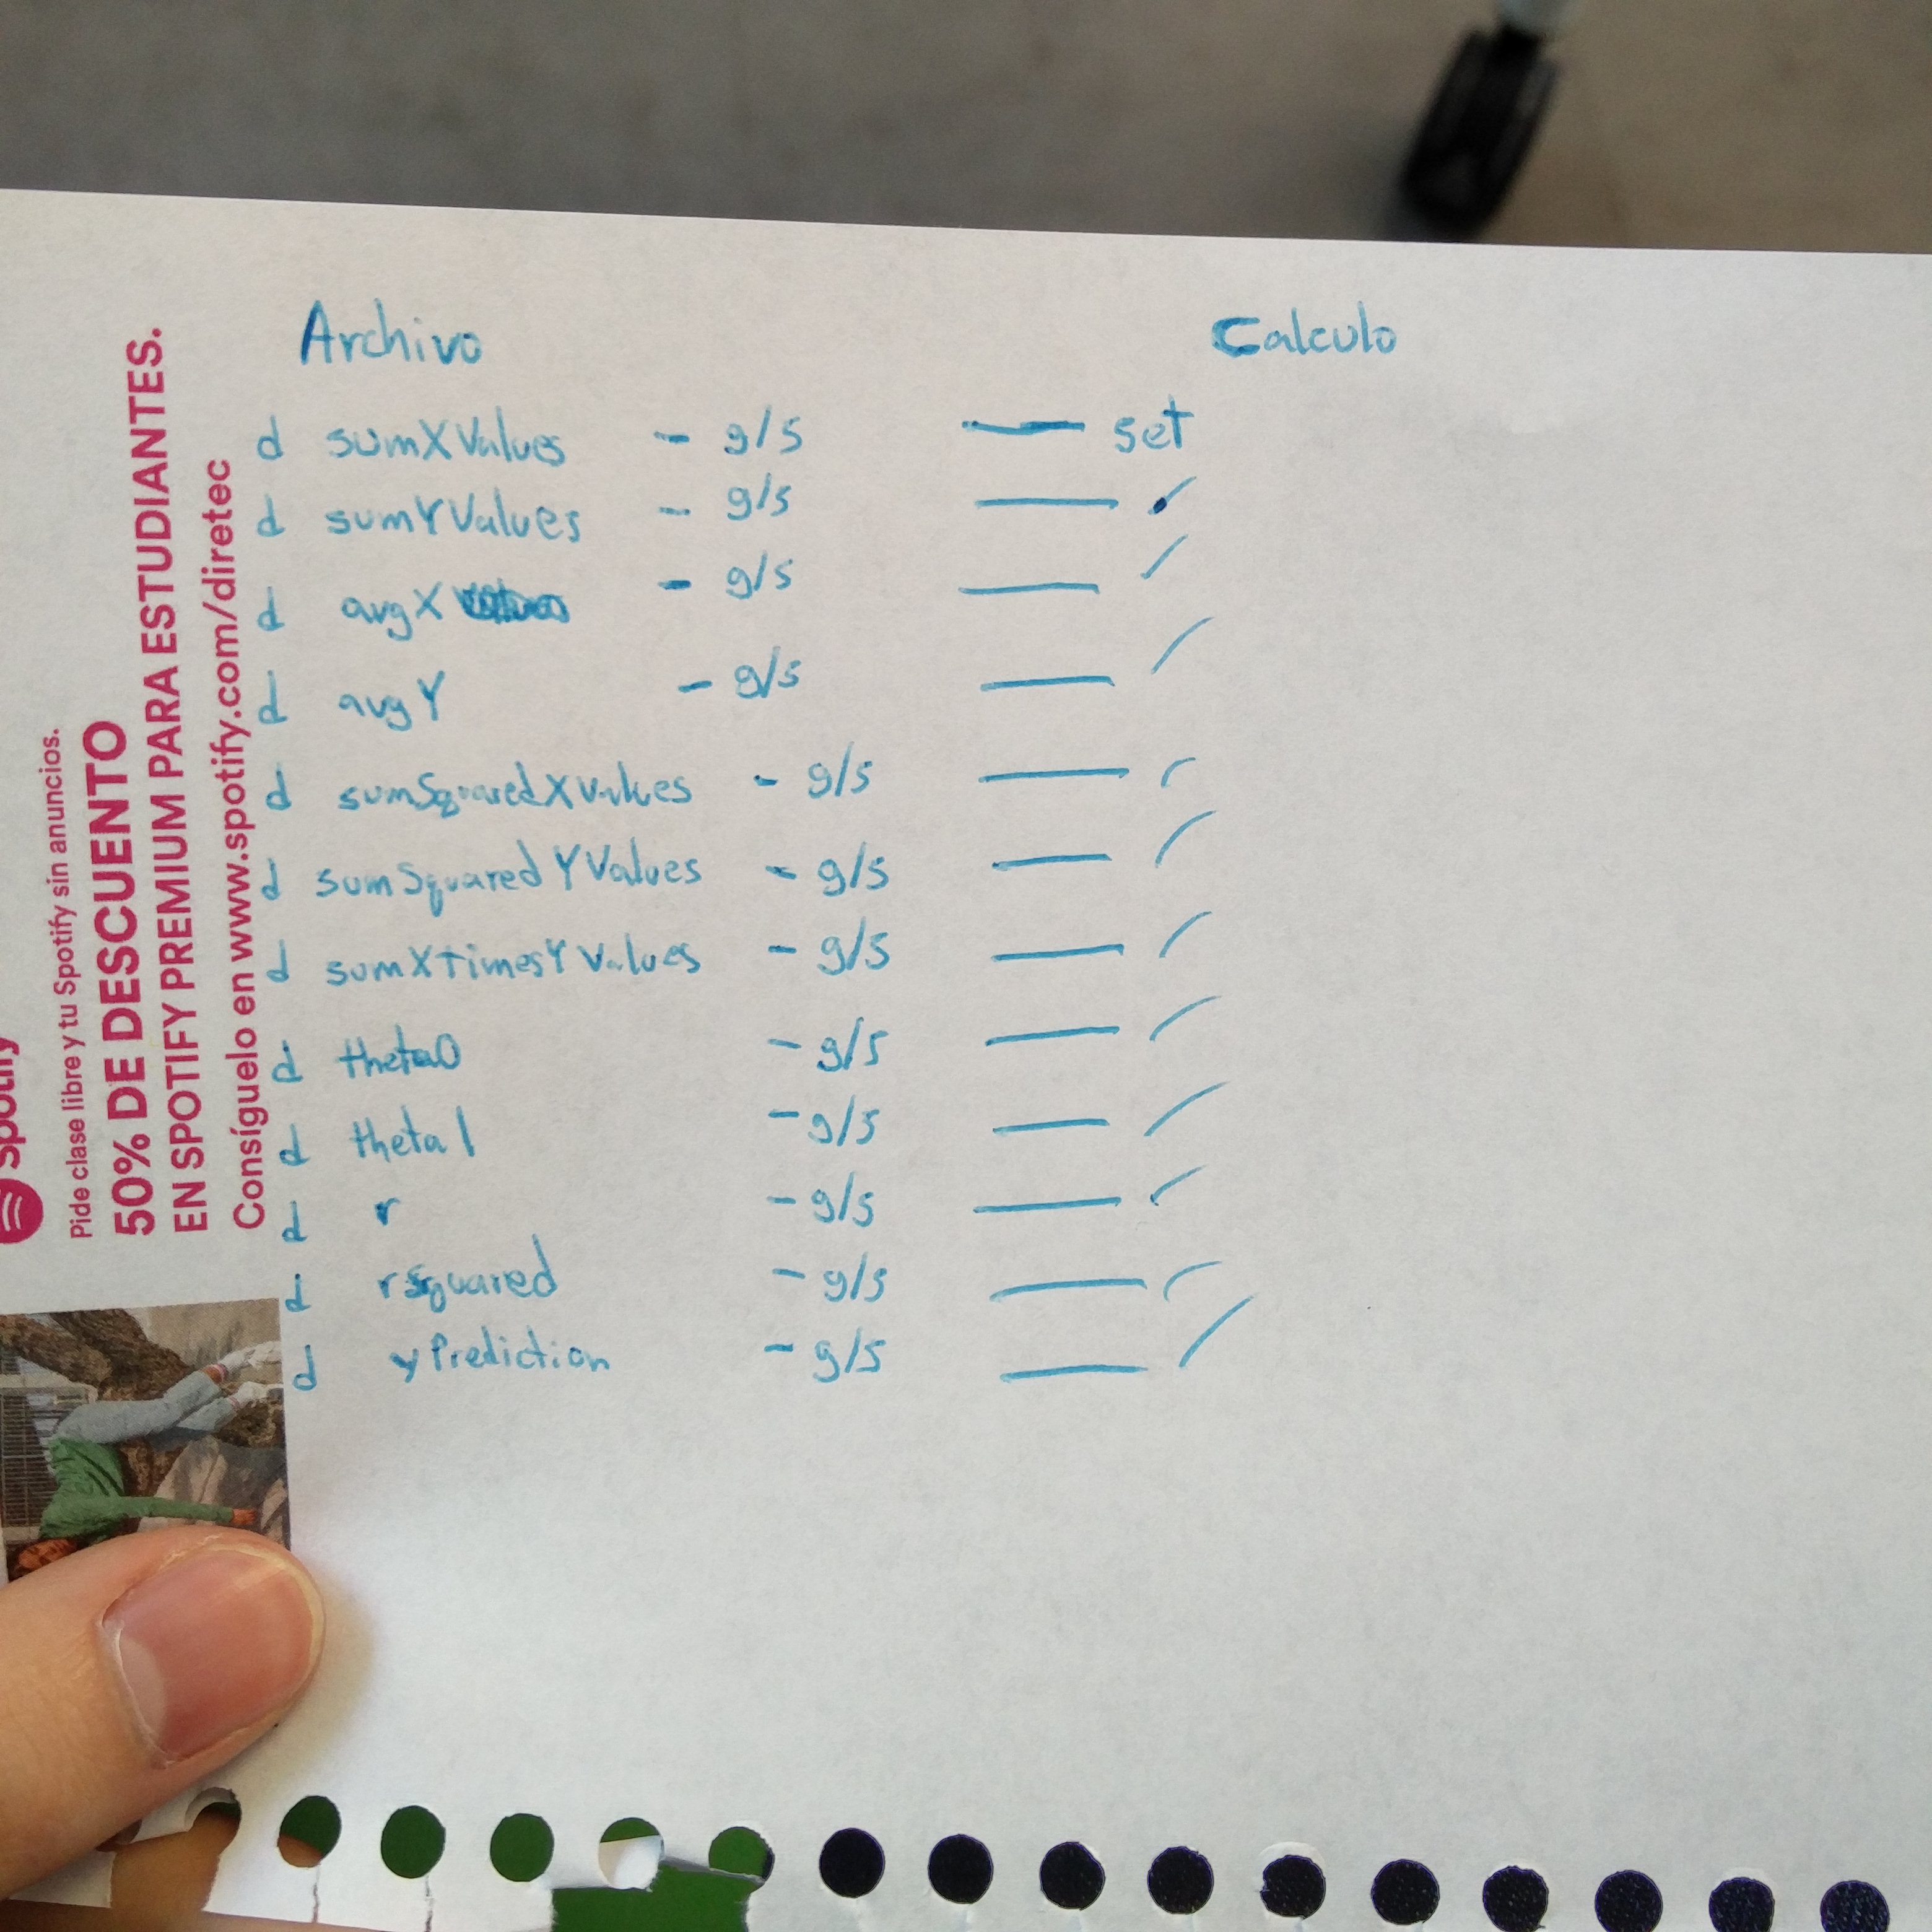 Archivo Calculo
d sumXValues - g/s — set
d sumYValues - g/s — ✓
d avgX - g/s — /
d avgY - g/s — /
d sumSquaredXValues - g/s — /
d sumSquaredYValues - g/s — /
d sumXTimesYValues - g/s — /
d theta0 - g/s — /
d theta1 - g/s — /
d r - g/s — /
d rSquared - g/s — /
d yPrediction - g/s — /
Spotify
Pide clase libre y tu Spotify sin anuncios.
50% DE DESCUENTO
EN SPOTIFY PREMIUM PARA ESTUDIANTES.
Consíguelo en www.spotify.com/diretec